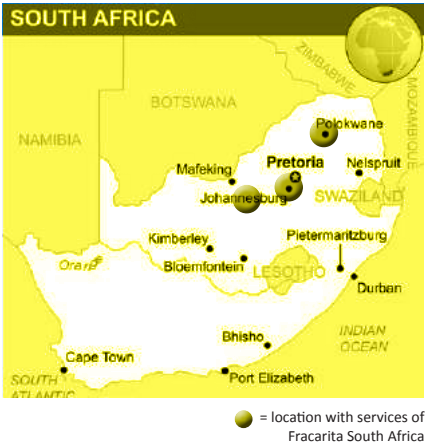 SOUTH AFRICA
ZIMBABWE
BOTSWANA
MOZAMBIQUE
Polokwane
NAMIBIA
Pretoria
Nelspruit
Mafeking
Johannesburg
SWAZILAND
Kimberley
Pietermaritzburg
Bloemfontein
LESOTHO
Durban
Bhisho
INDIAN
OCEAN
Cape Town
SOUTH
ATLANTIC
Port Elizabeth
= location with services of
Fracarita South Africa